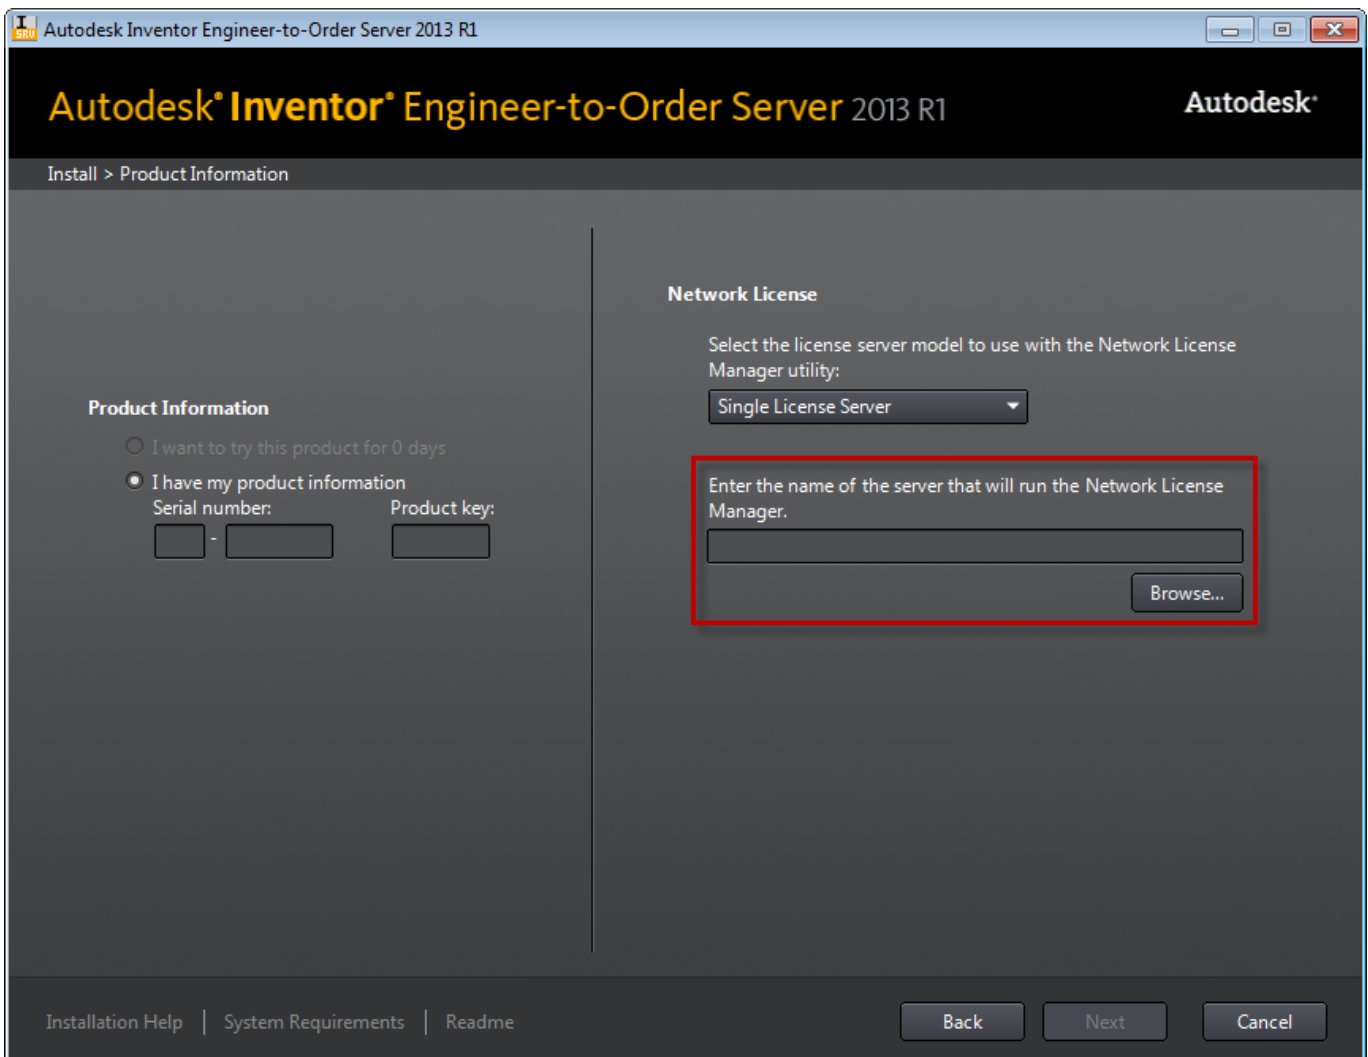 Autodesk Inventor Engineer-to-Order Server 2013 R1
Autodesk® Inventor® Engineer-to-Order Server 2013 R1
Autodesk®
Install > Product Information
Product Information
I want to try this product for 0 days
I have my product information
Serial number: Product key:
-
Network License
Select the license server model to use with the Network License
Manager utility:
Single License Server
Enter the name of the server that will run the Network License
Manager.
Browse...
Installation Help | System Requirements | Readme
Back Next Cancel